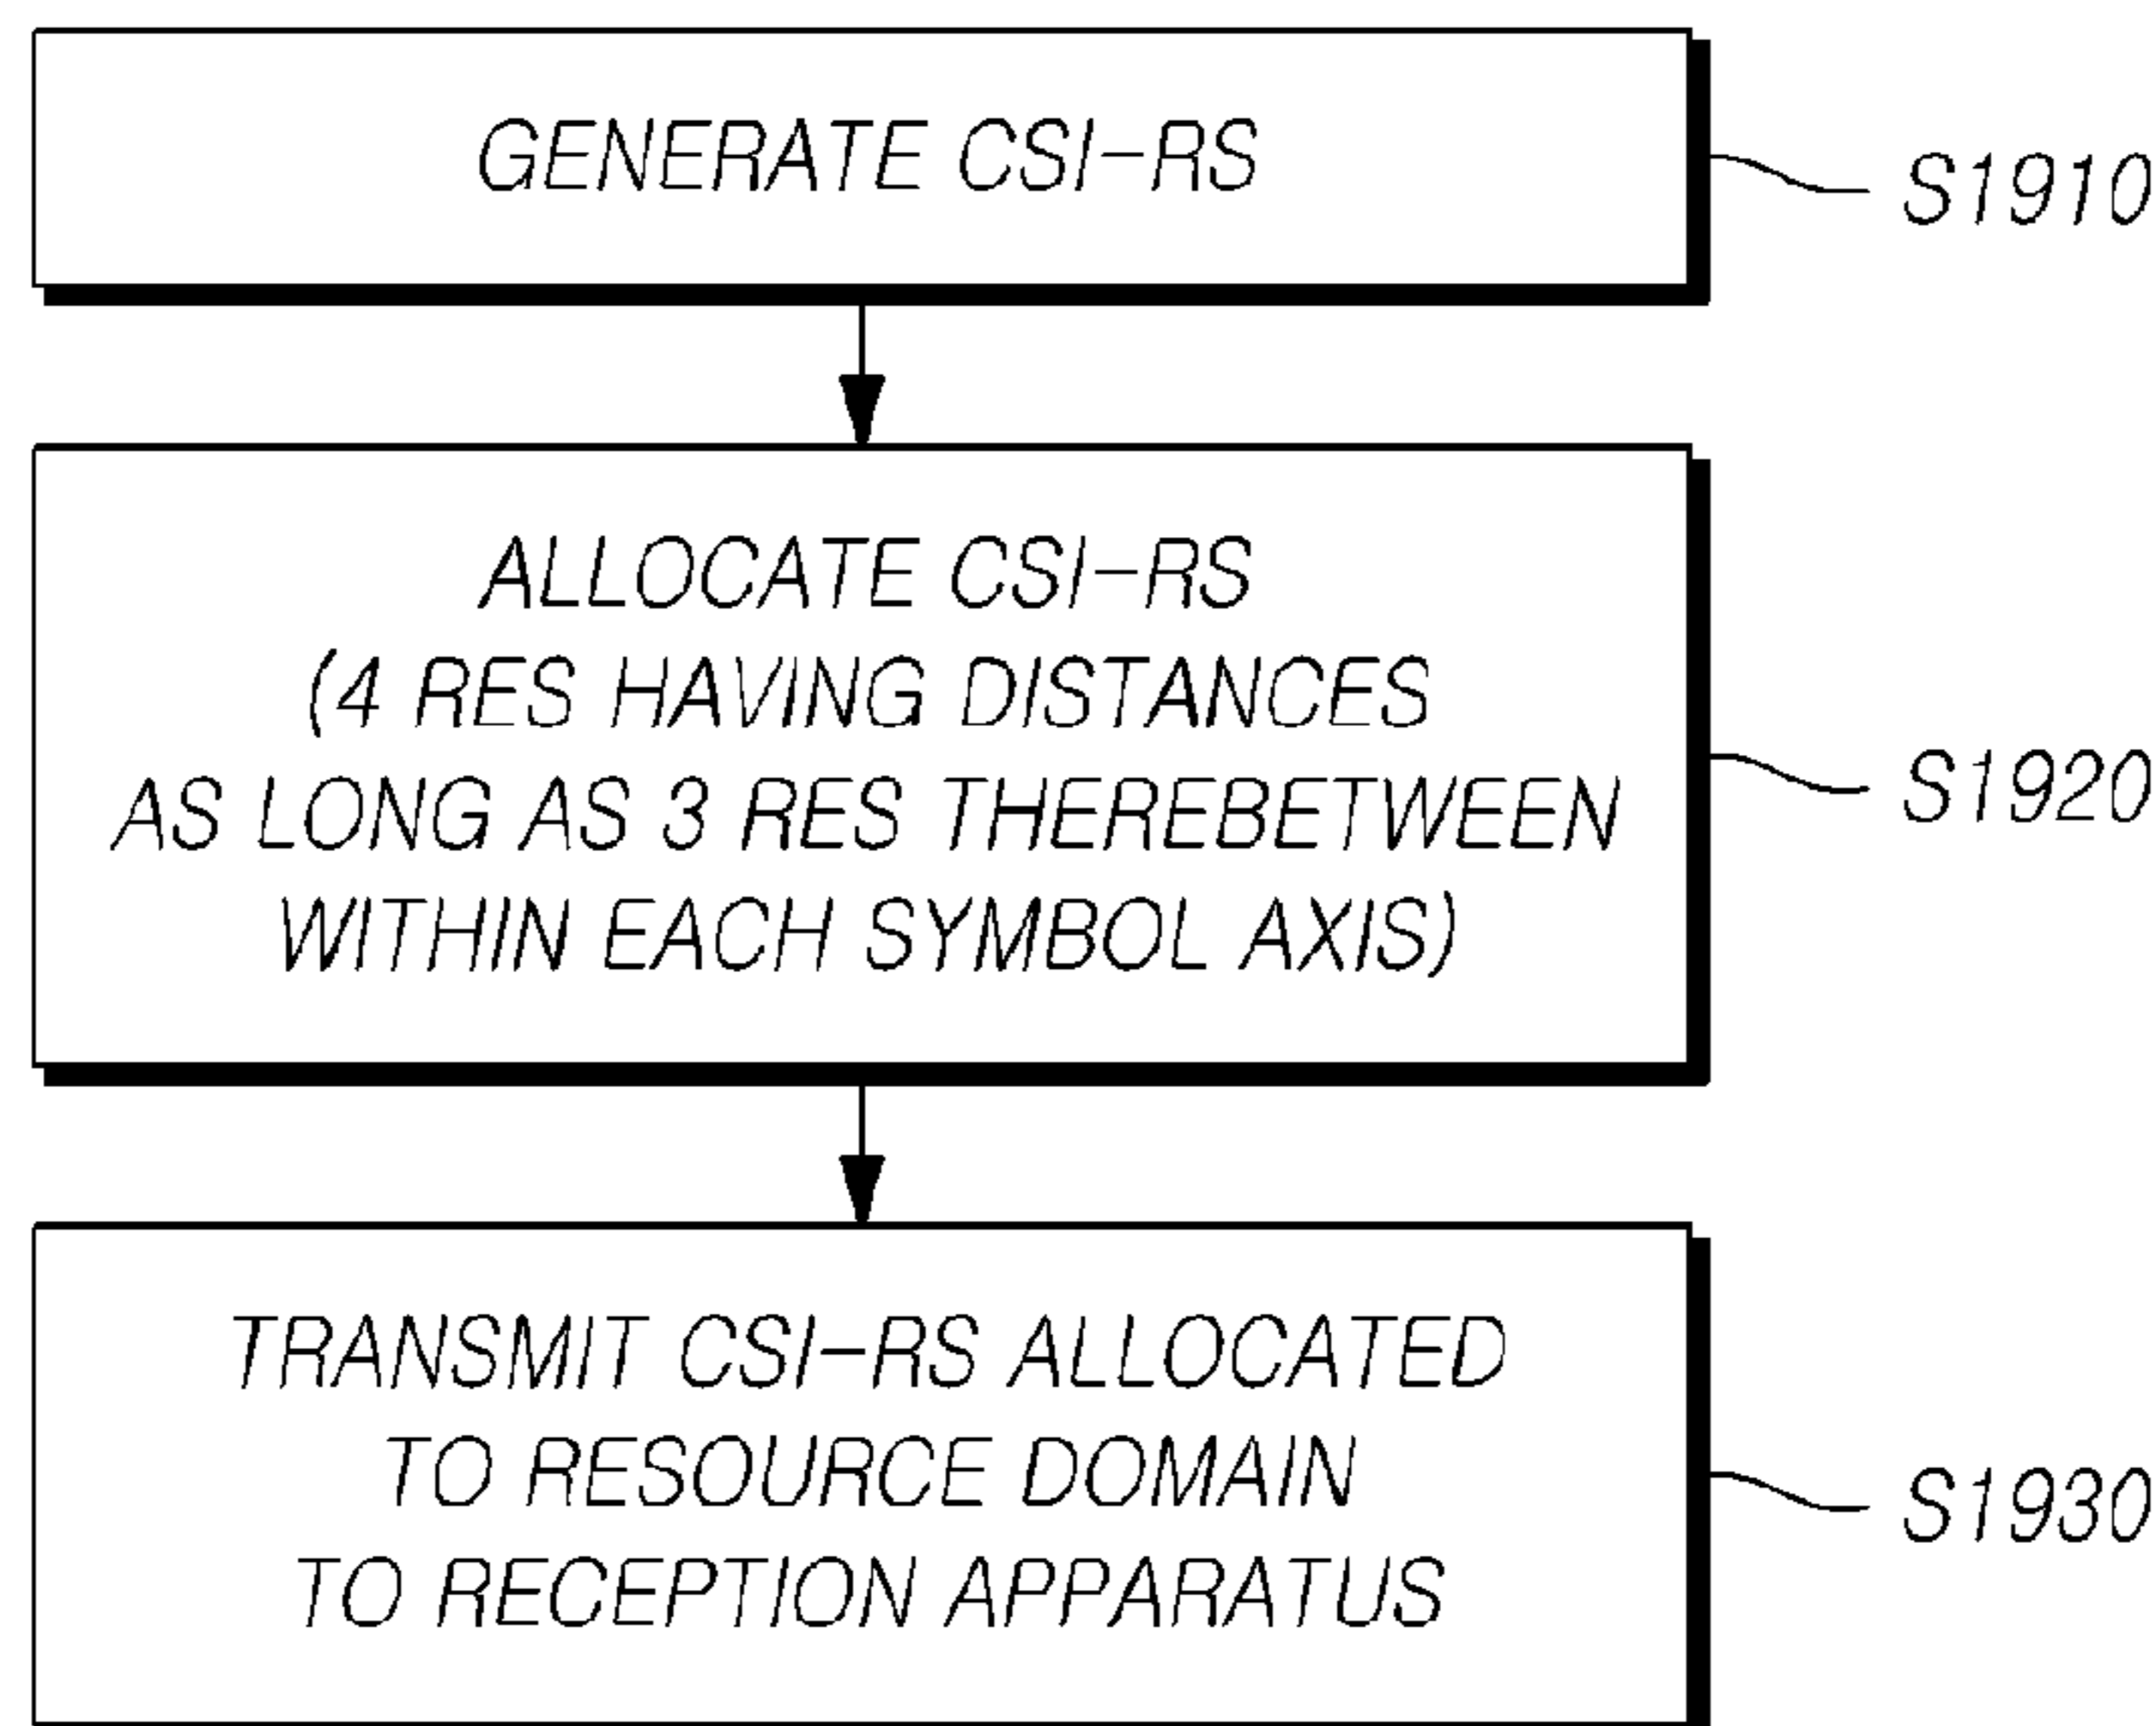 GENERATE CSI-RS
S1910
ALLOCATE CSI-RS
(4 RES HAVING DISTANCES
AS LONG AS 3 RES THEREBETWEEN
WITHIN EACH SYMBOL AXIS)
S1920
TRANSMIT CSI-RS ALLOCATED
TO RESOURCE DOMAIN
TO RECEPTION APPARATUS
S1930